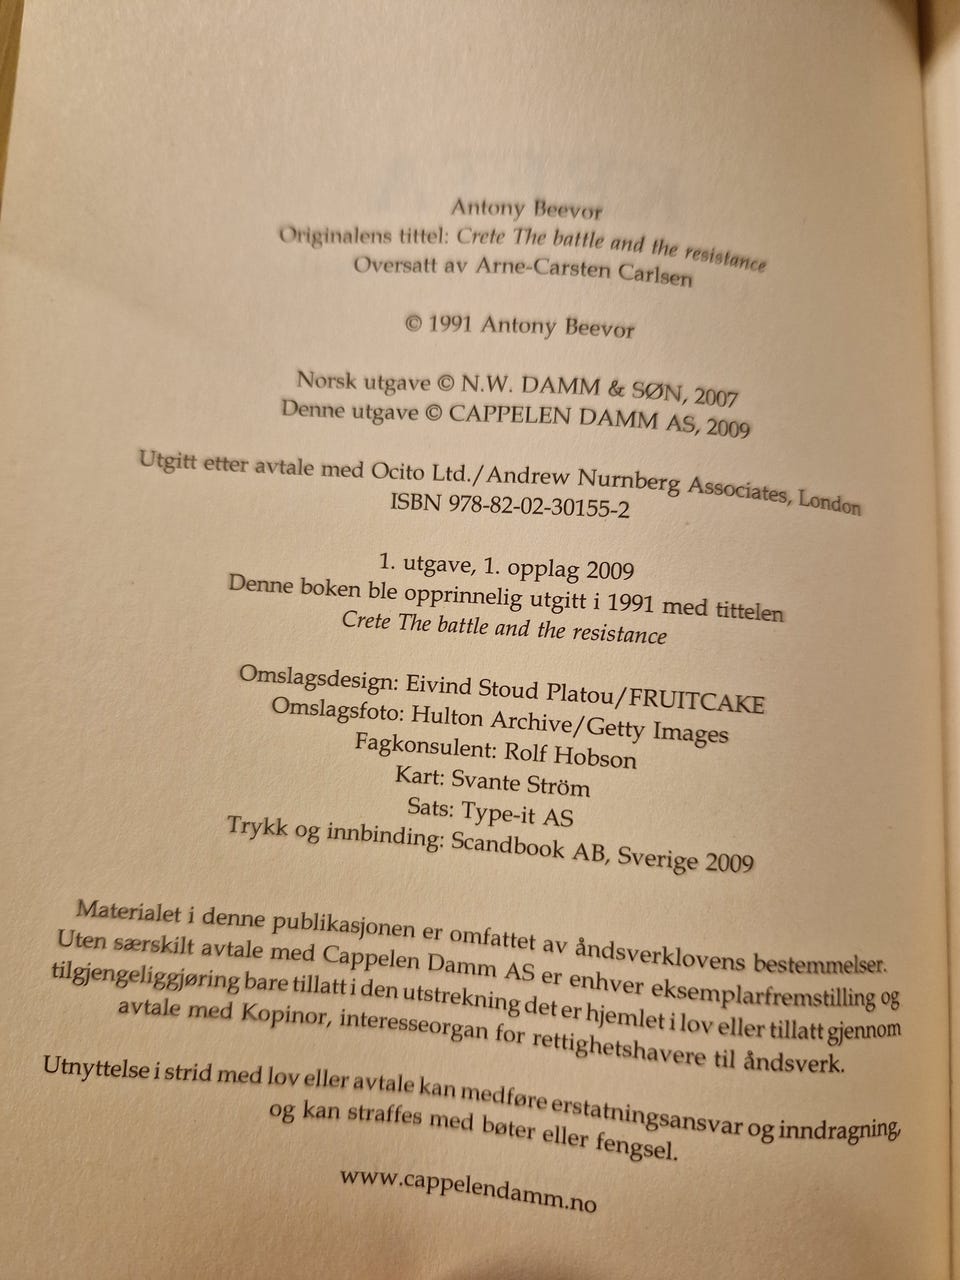 Antony Beevor
Originalens tittel: Crete The battle and the resistance
Oversatt av Arne-Carsten Carlsen
© 1991 Antony Beevor
Norsk utgave © N.W. DAMM & SØN, 2007
Denne utgave © CAPPELEN DAMM AS, 2009
Utgitt etter avtale med Ocito Ltd./Andrew Nurnberg Associates, London
ISBN 978-82-02-30155-2
1. utgave, 1. opplag 2009
Denne boken ble opprinnelig utgitt i 1991 med tittelen
Crete The battle and the resistance
Omslagsdesign: Eivind Stoud Platou/FRUITCAKE
Omslagsfoto: Hulton Archive/Getty Images
Fagkonsulent: Rolf Hobson
Kart: Svante Ström
Sats: Type-it AS
Trykk og innbinding: Scandbook AB, Sverige 2009
Materialet i denne publikasjonen er omfattet av åndsverklovens bestemmelser.
Uten særskilt avtale med Cappelen Damm AS er enhver eksemplarfremstilling og
tilgjengeliggjøring bare tillatt i den utstrekning det er hjemlet i lov eller tillatt gjennom
avtale med Kopinor, interesseorgan for rettighetshavere til åndsverk.
Utnyttelse i strid med lov eller avtale kan medføre erstatningsansvar og inndragning,
og kan straffes med bøter eller fengsel.
www.cappelendamm.no